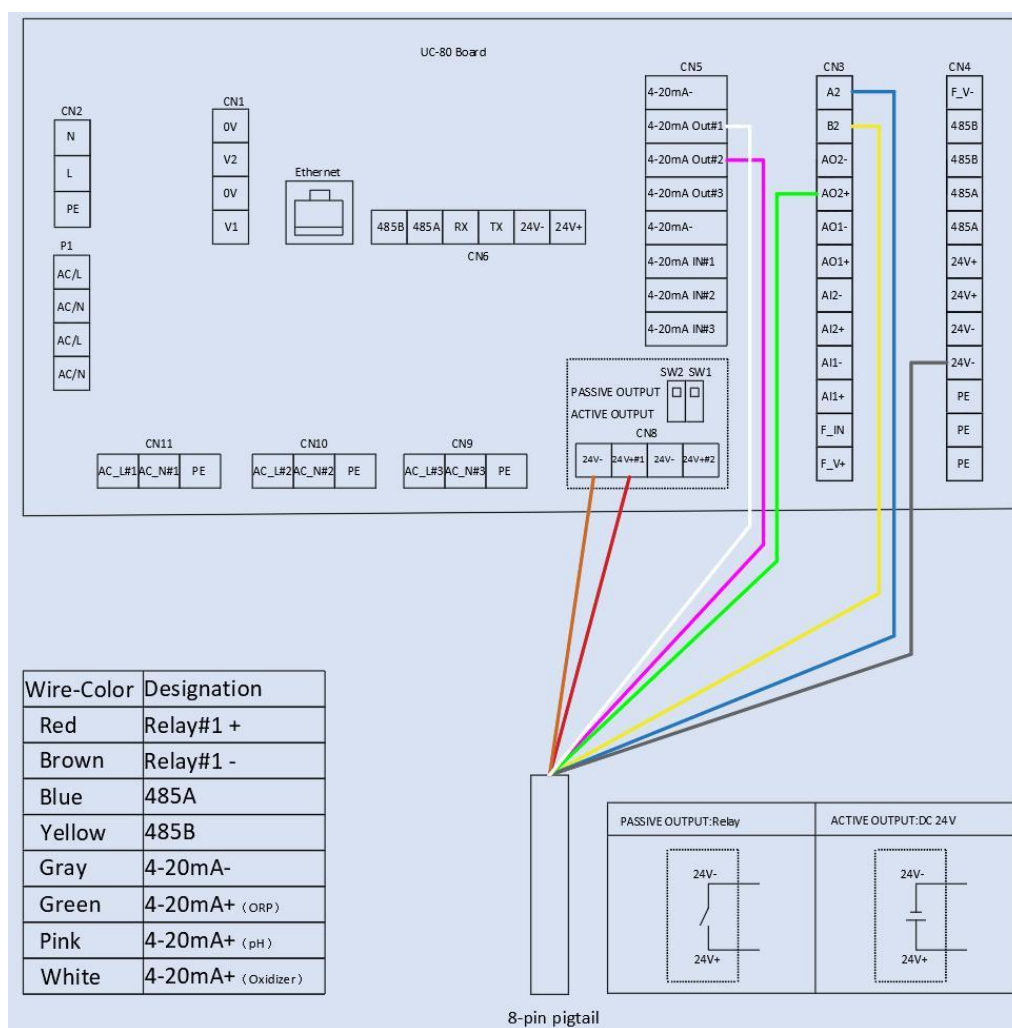 UC-80 Board
CN2
N
L
PE
P1
AC/L
AC/N
AC/L
AC/N
CN1
0V
V2
0V
V1
Ethernet
485B 485A RX TX 24V- 24V+
CN6
CN5
4-20mA-
4-20mA Out#1
4-20mA Out#2
4-20mA Out#3
4-20mA-
4-20mA IN#1
4-20mA IN#2
4-20mA IN#3
CN3
A2
B2
AO2-
AO2+
AO1-
AO1+
AI2-
AI2+
AI1-
AI1+
F_IN
F_V+
CN4
F_V-
485B
485B
485A
485A
24V+
24V+
24V-
24V-
PE
PE
PE
SW2 SW1
PASSIVE OUTPUT
ACTIVE OUTPUT
CN8
24V- 24V+#1 24V- 24V+#2
CN11
AC_L#1 AC_N#1 PE
CN10
AC_L#2 AC_N#2 PE
CN9
AC_L#3 AC_N#3 PE
Wire-Color Designation
Red Relay#1 +
Brown Relay#1 -
Blue 485A
Yellow 485B
Gray 4-20mA-
Green 4-20mA+ (ORP)
Pink 4-20mA+ (pH)
White 4-20mA+ (Oxidizer)
8-pin pigtail
PASSIVE OUTPUT:Relay
24V-
24V+
ACTIVE OUTPUT:DC 24V
24V-
24V+